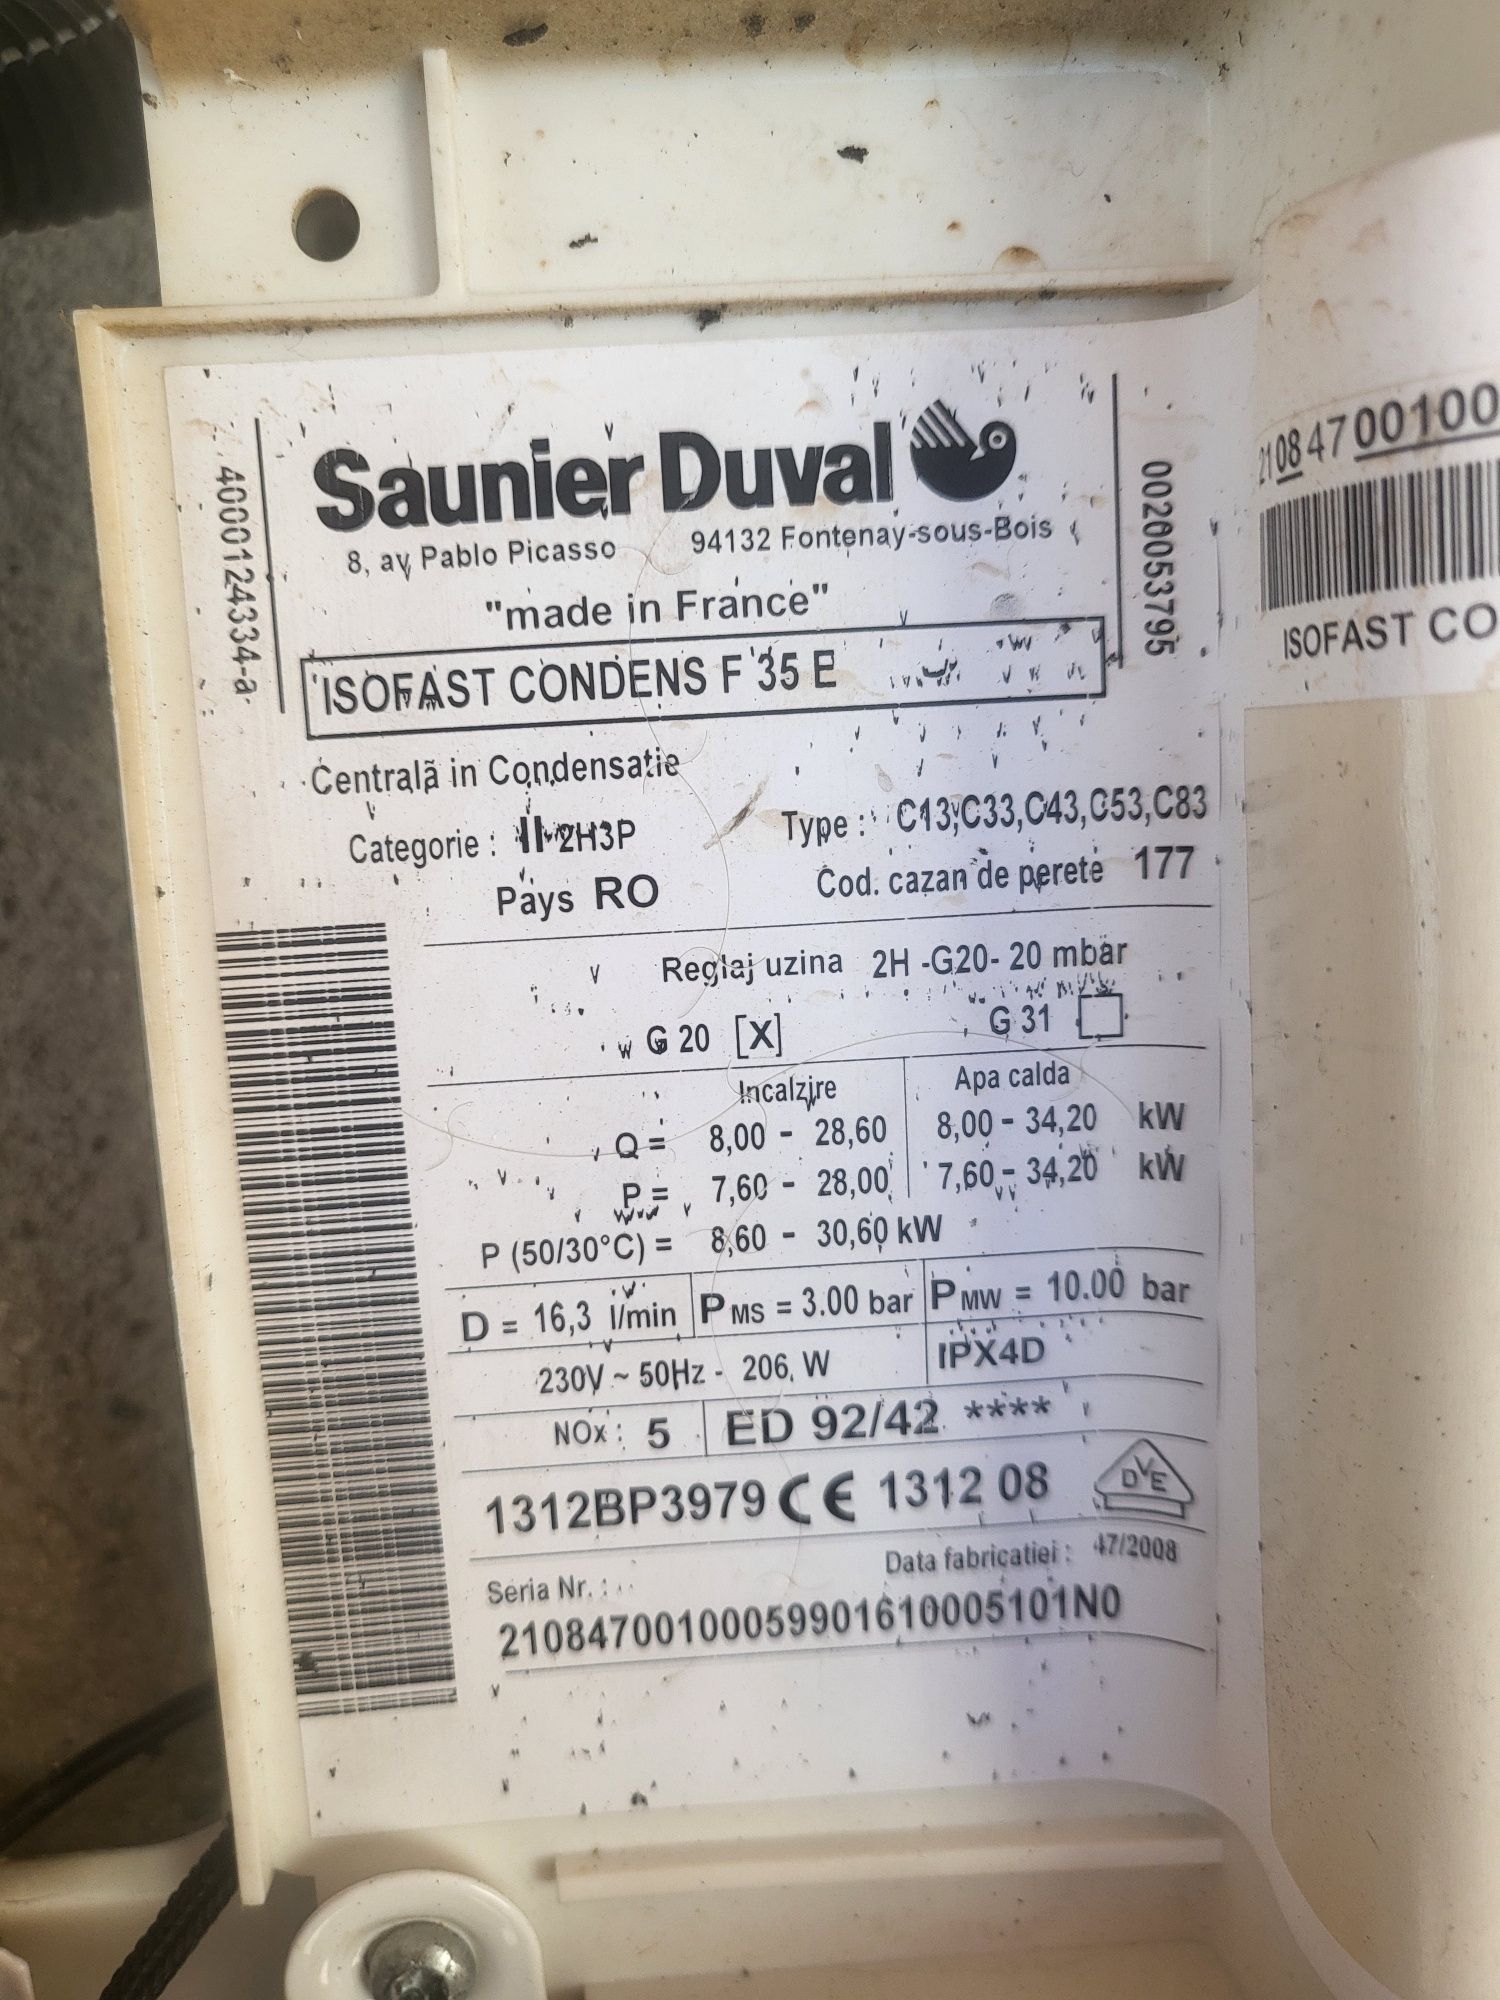 Saunier Duval
8, av Pablo Picasso 94132 Fontenay-sous-Bois
"made in France"
4000124334-a
0020053795
ISOFAST CONDENS F 35 E
Centrală in Condensatie
Categorie : II 2H3P Type : C13,C33,C43,C53,C83
Pays RO Cod. cazan de perete 177
Reglaj uzina 2H -G20- 20 mbar
G 20 [X] G 31
Incalzire Apa calda
Q = 8,00 - 28,60 8,00 - 34,20 kW
P = 7,60 - 28,00 7,60 - 34,20 kW
P (50/30°C) = 8,60 - 30,60 kW
D = 16,3 l/min PMS = 3.00 bar PMW = 10.00 bar
230V ~ 50Hz - 206 W IPX4D
NOx : 5 ED 92/42 ****
1312BP3979 CE 1312 08 DVE
Data fabricatiei : 47/2008
Seria Nr. :
21084700100059901610005101N0
21084700100
ISOFAST CO